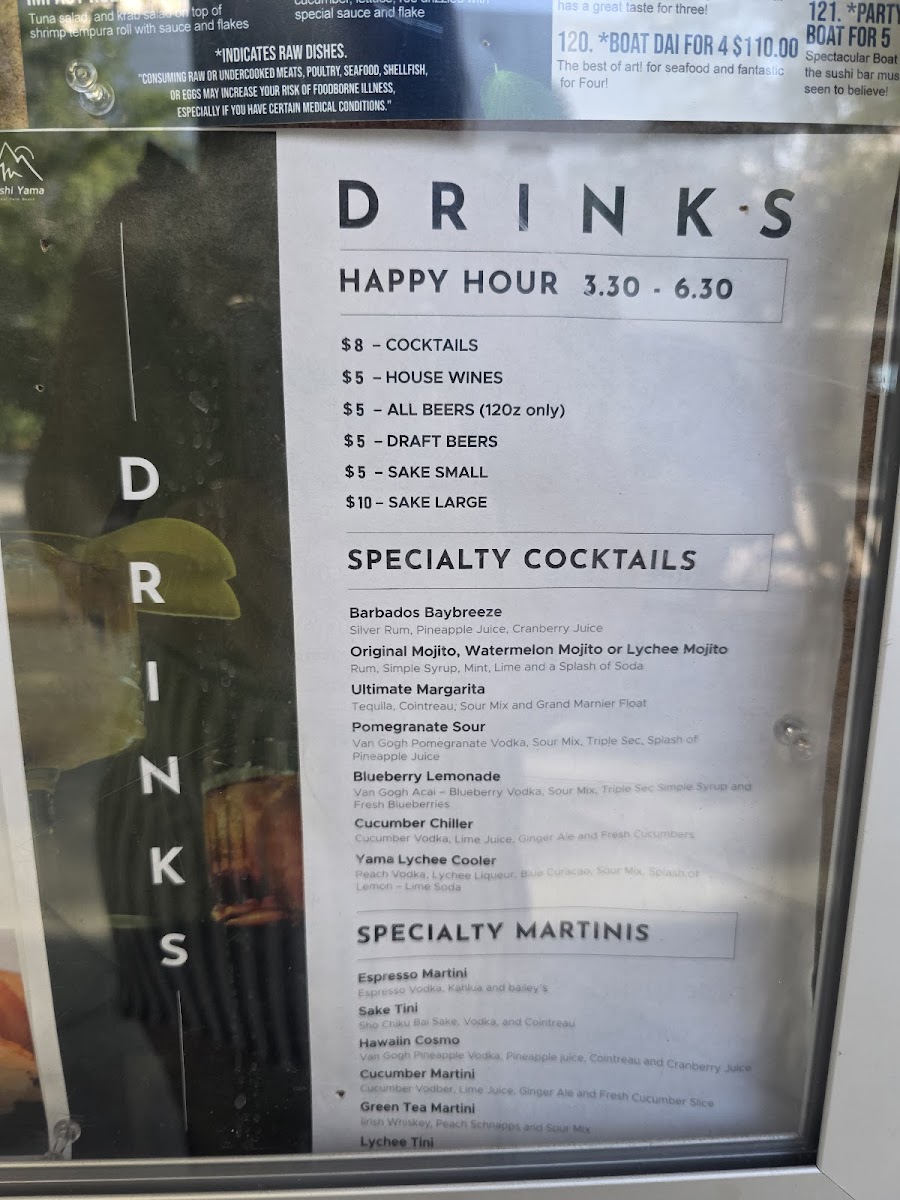 Tuna salad, and krab salad on top of
shrimp tempura roll with sauce and flakes
special sauce and flake
*INDICATES RAW DISHES.
"CONSUMING RAW OR UNDERCOOKED MEATS, POULTRY, SEAFOOD, SHELLFISH,
OR EGGS MAY INCREASE YOUR RISK OF FOODBORNE ILLNESS,
ESPECIALLY IF YOU HAVE CERTAIN MEDICAL CONDITIONS."
has a great taste for three!
120. *BOAT DAI FOR 4 $110.00
The best of art! for seafood and fantastic
for Four!
121. *PARTY
BOAT FOR 5
Spectacular Boat
the sushi bar mus
seen to believe!
shi Yama
DRINKS
DRINKS
HAPPY HOUR 3.30 - 6.30
$8 – COCKTAILS
$5 – HOUSE WINES
$5 – ALL BEERS (120z only)
$5 – DRAFT BEERS
$5 – SAKE SMALL
$10 – SAKE LARGE
SPECIALTY COCKTAILS
Barbados Baybreeze
Silver Rum, Pineapple Juice, Cranberry Juice
Original Mojito, Watermelon Mojito or Lychee Mojito
Rum, Simple Syrup, Mint, Lime and a Splash of Soda
Ultimate Margarita
Tequila, Cointreau, Sour Mix and Grand Marnier Float
Pomegranate Sour
Van Gogh Pomegranate Vodka, Sour Mix, Triple Sec, Splash of
Pineapple Juice
Blueberry Lemonade
Van Gogh Acai – Blueberry Vodka, Sour Mix, Triple Sec Simple Syrup and
Fresh Blueberries
Cucumber Chiller
Cucumber Vodka, Lime Juice, Ginger Ale and Fresh Cucumbers
Yama Lychee Cooler
Peach Vodka, Lychee Liqueur, Blue Curacao, Sour Mix, Splash of
Lemon – Lime Soda
SPECIALTY MARTINIS
Espresso Martini
Espresso Vodka, Kahlua and bailey's
Sake Tini
Sho Chiku Bai Sake, Vodka, and Cointreau
Hawaiin Cosmo
Van Gogh Pineapple Vodka, Pineapple juice, Cointreau and Cranberry Juice
Cucumber Martini
Cucumber Vodber, Lime Juice, Ginger Ale and Fresh Cucumber Slice
Green Tea Martini
Irish Whiskey, Peach Schnapps and Sour Mix
Lychee Tini